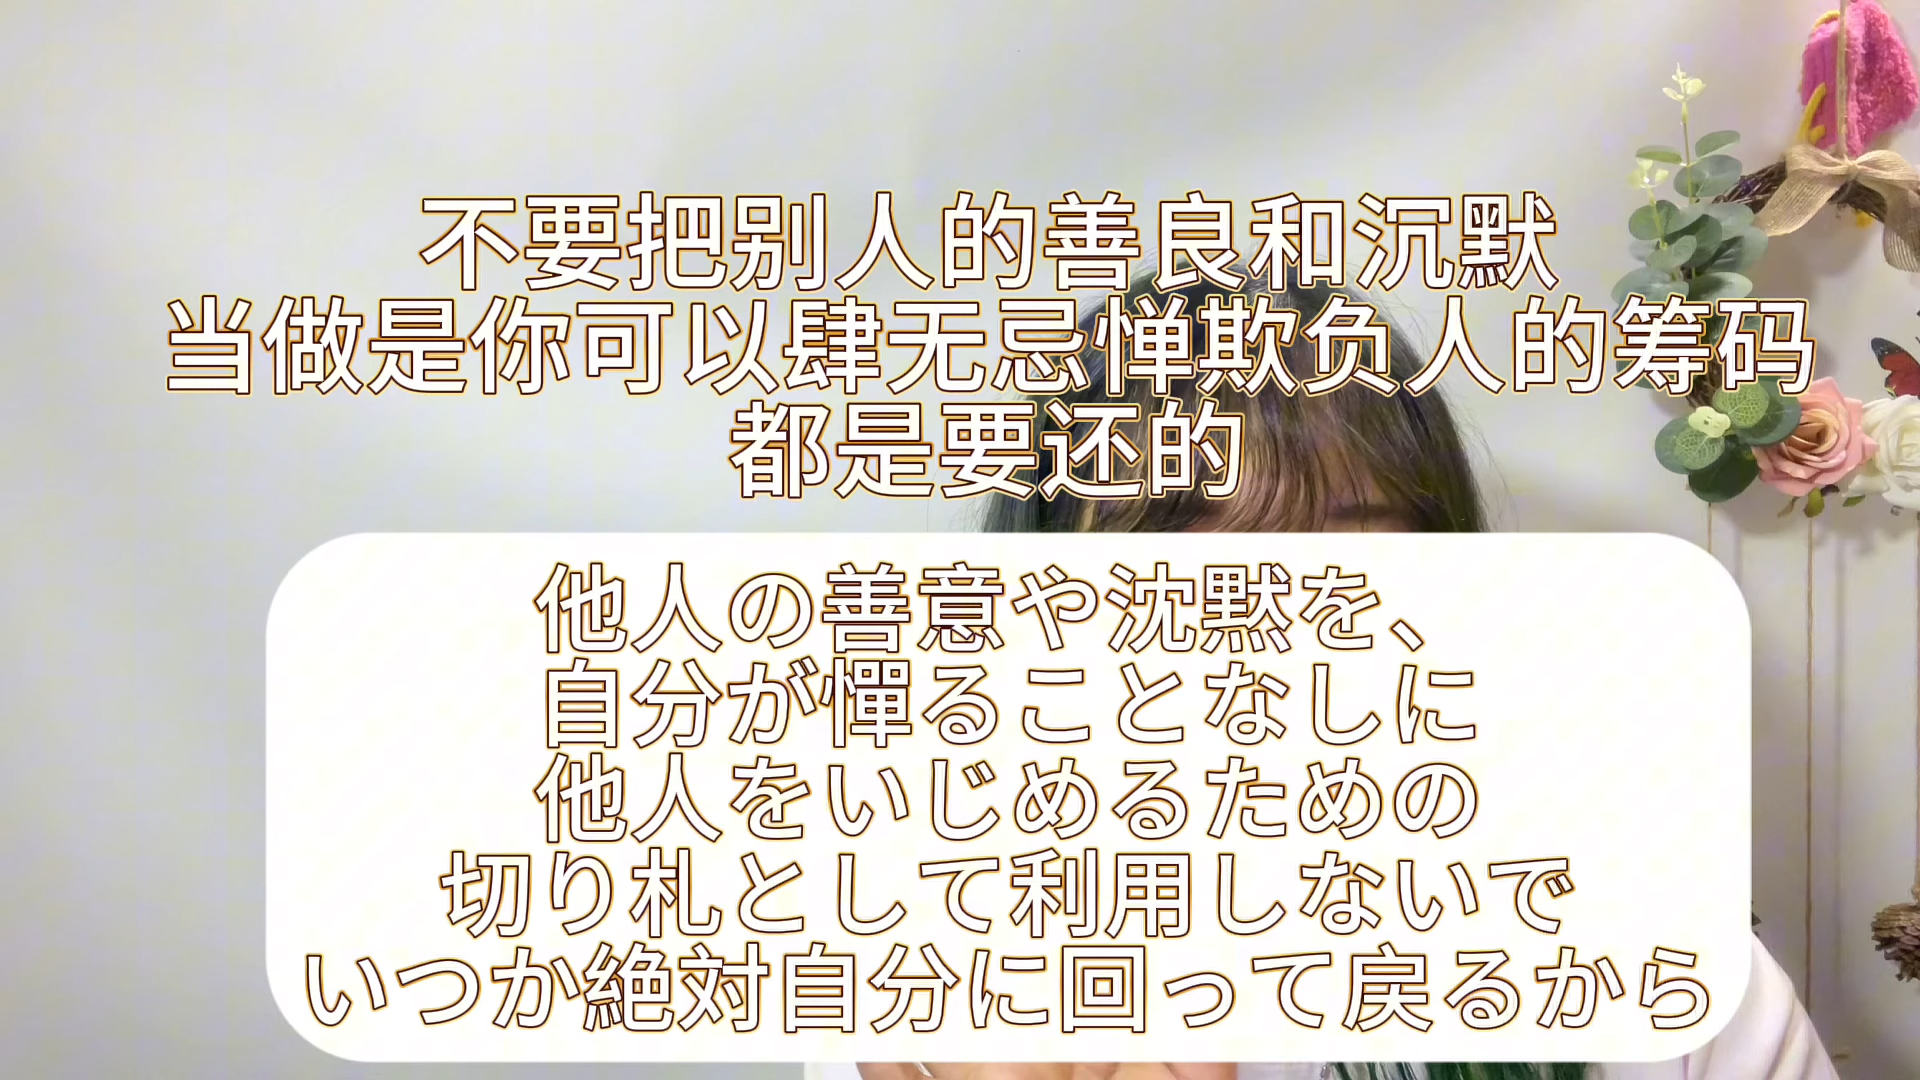 不要把别人的善良和沉默
当做是你可以肆无忌惮欺负人的筹码
都是要还的
他人の善意や沈黙を、
自分が憚ることなしに
他人をいじめるための
切り札として利用しないで
いつか絶対自分に回って戻るから